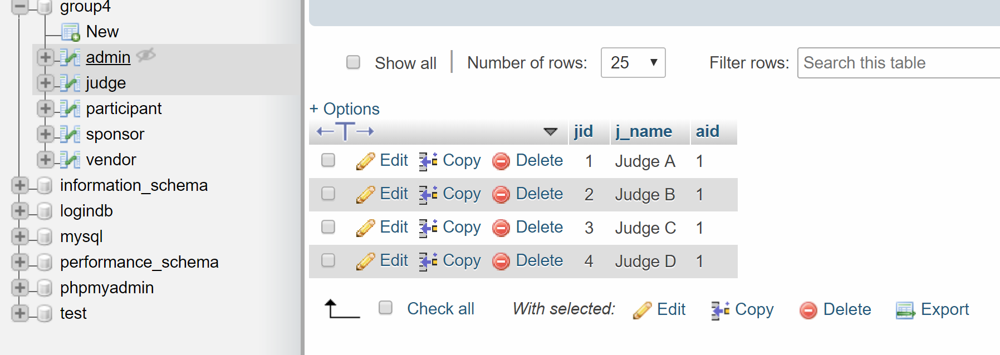 group4
New
admin
judge
participant
sponsor
vendor
information_schema
logindb
mysql
performance_schema
phpmyadmin
test
Show all Number of rows: 25 Filter rows: Search this table
+ Options
jid j_name aid
Edit Copy Delete 1 Judge A 1
Edit Copy Delete 2 Judge B 1
Edit Copy Delete 3 Judge C 1
Edit Copy Delete 4 Judge D 1
Check all With selected: Edit Copy Delete Export